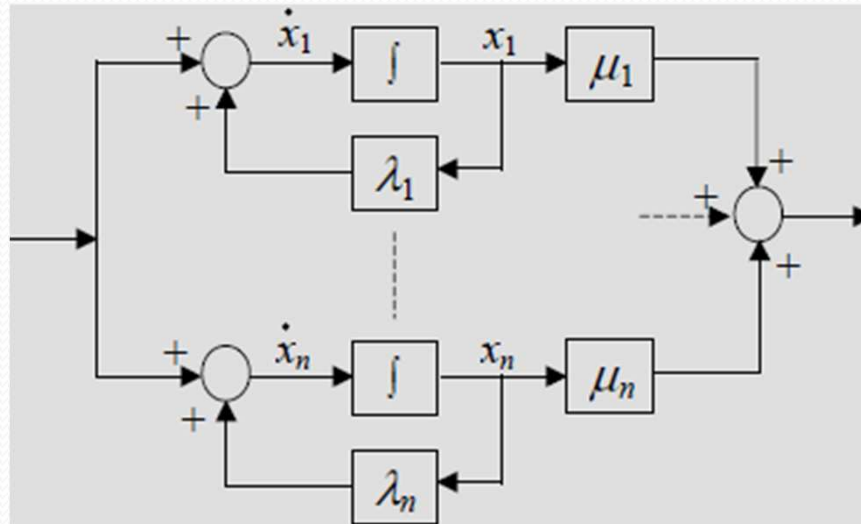 + ẋ₁ ∫ x₁ μ₁
+ λ₁ +
+
+ ẋₙ ∫ xₙ μₙ +
+ λₙ